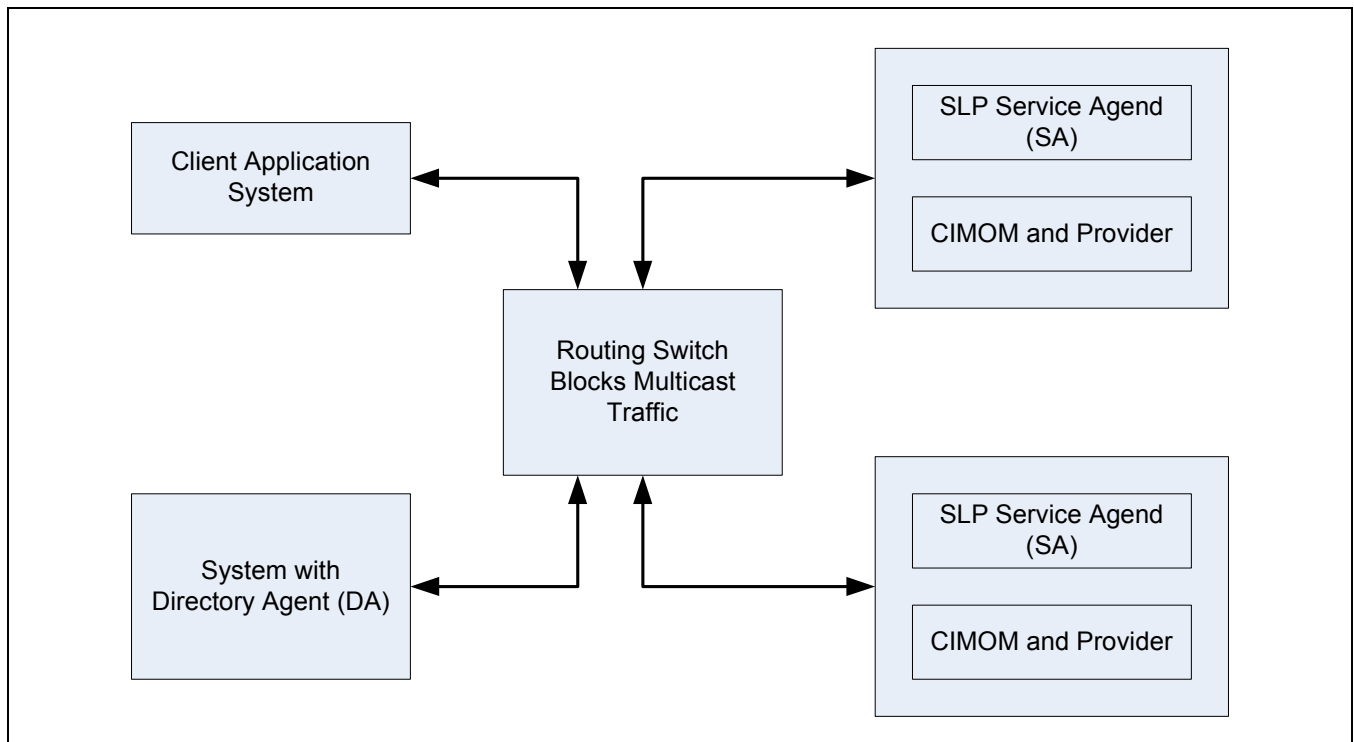 Client Application
System
SLP Service Agend
(SA)
CIMOM and Provider
Routing Switch
Blocks Multicast
Traffic
System with
Directory Agent (DA)
SLP Service Agend
(SA)
CIMOM and Provider